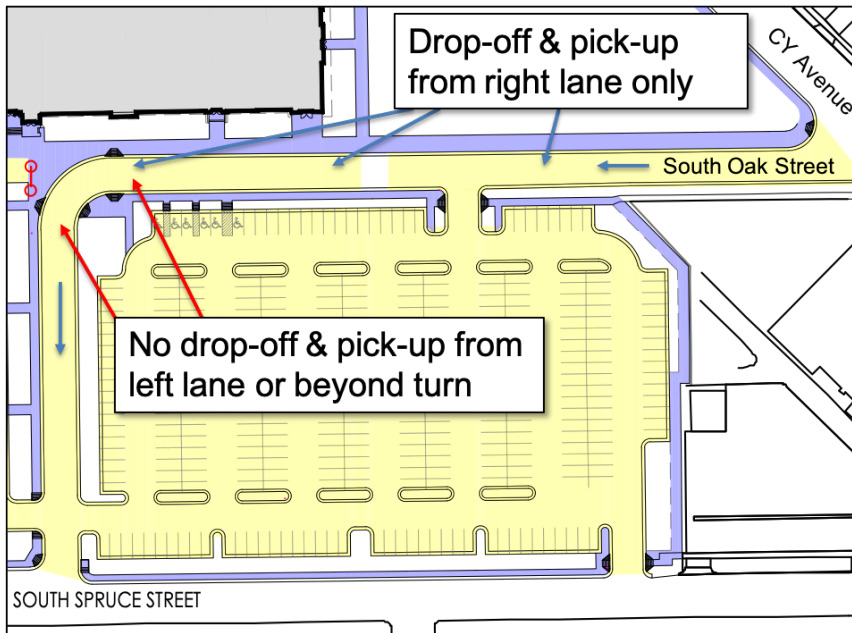 Drop-off & pick-up
from right lane only
CY Avenue
South Oak Street
No drop-off & pick-up from
left lane or beyond turn
SOUTH SPRUCE STREET